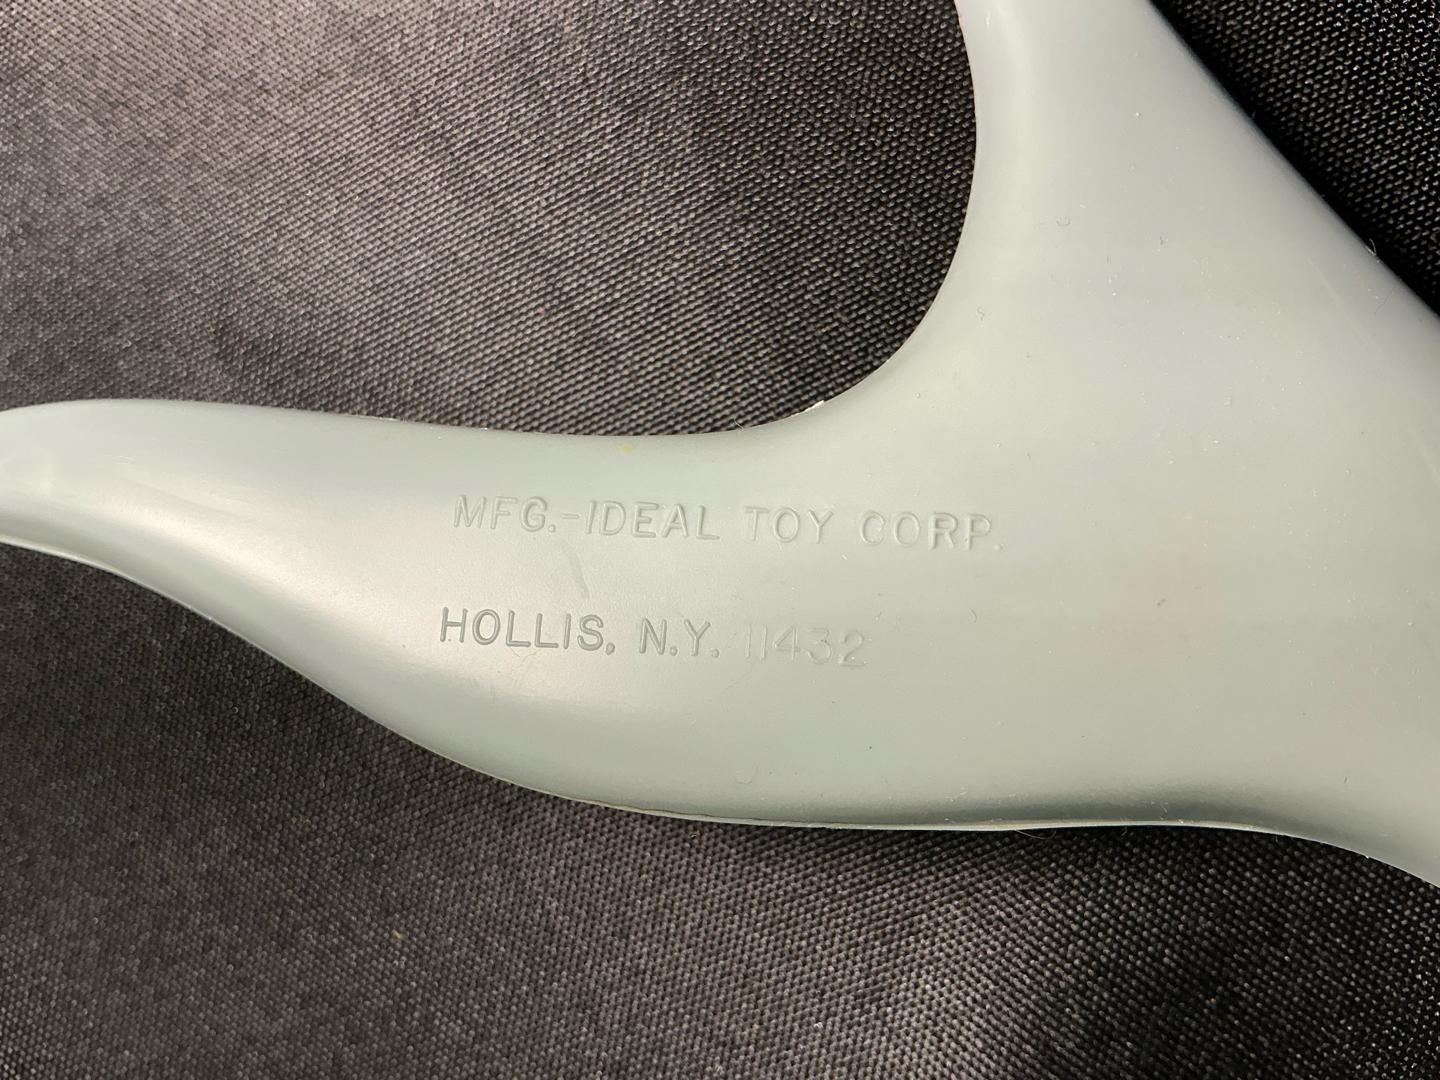 MFG.-IDEAL TOY CORP.
HOLLIS, N.Y. 11432